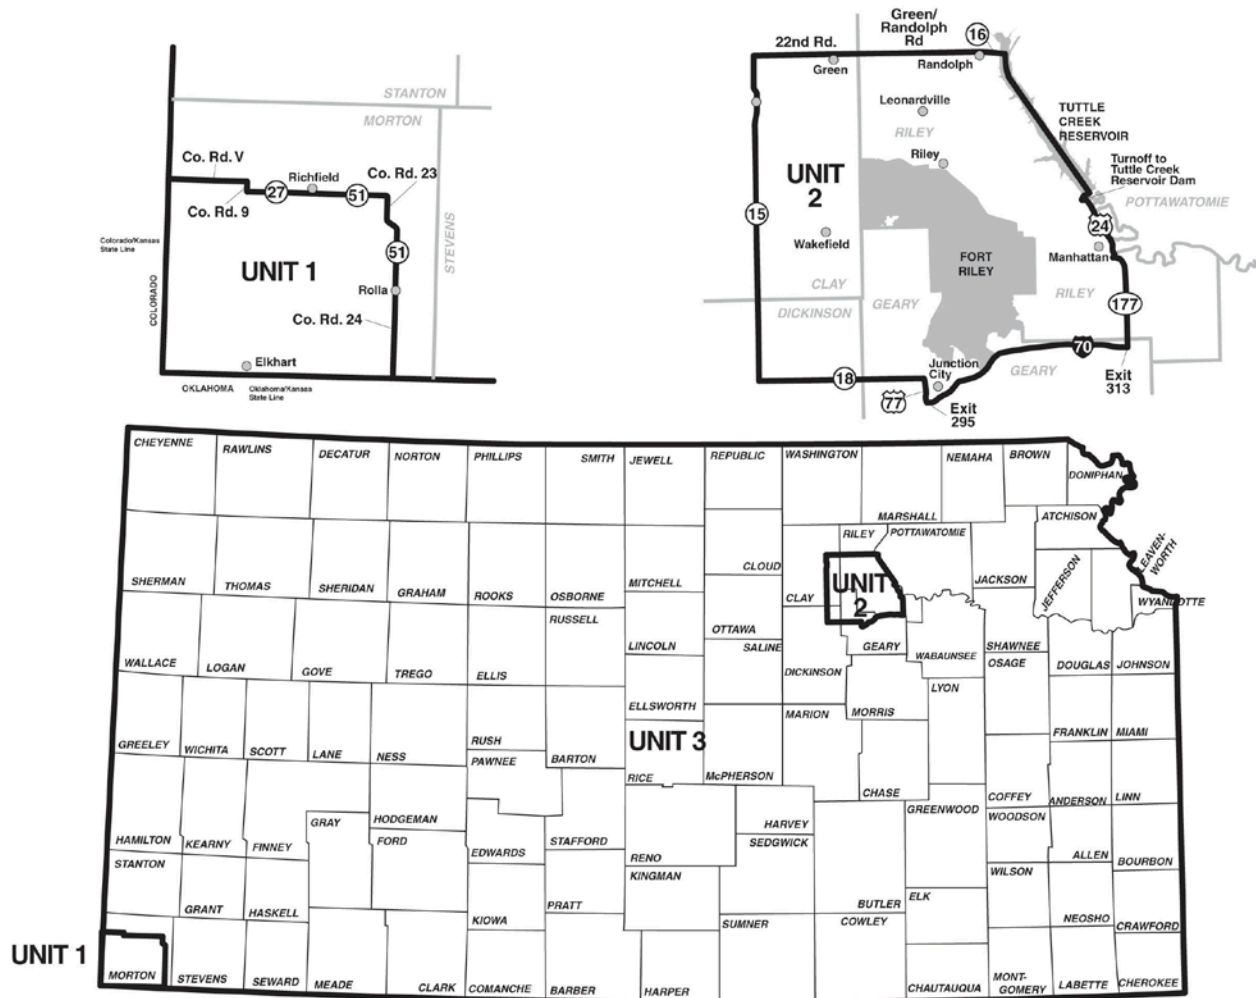 STANTON
MORTON
Co. Rd. V
Richfield
Co. Rd. 23
27
51
Co. Rd. 9
STEVENS
Colorado/Kansas
State Line
51
UNIT 1
Rolla
COLORADO
Co. Rd. 24
Elkhart
OKLAHOMA
Oklahoma/Kansas
State Line
Green/
Randolph
Rd
16
22nd Rd.
Green
Randolph
Leonardville
TUTTLE
CREEK
RESERVOIR
RILEY
Riley
Turnoff to
Tuttle Creek
Reservoir Dam
UNIT
2
POTTAWATOMIE
15
24
Wakefield
Manhattan
FORT
RILEY
CLAY
RILEY
GEARY
177
DICKINSON
70
Junction
City
GEARY
18
Exit
313
77
Exit
295
CHEYENNE
RAWLINS
DECATUR
NORTON
PHILLIPS
SMITH
JEWELL
REPUBLIC
WASHINGTON
NEMAHA
BROWN
DONIPHAN
MARSHALL
ATCHISON
RILEY
POTTAWATOMIE
LEAVEN-
WORTH
SHERMAN
THOMAS
SHERIDAN
GRAHAM
ROOKS
OSBORNE
MITCHELL
CLOUD
CLAY
UNIT
2
JACKSON
JEFFERSON
WYANDOTTE
RUSSELL
OTTAWA
LINCOLN
SALINE
GEARY
WABAUNSEE
SHAWNEE
OSAGE
DOUGLAS
JOHNSON
WALLACE
LOGAN
GOVE
TREGO
ELLIS
DICKINSON
LYON
ELLSWORTH
MARION
MORRIS
GREELEY
WICHITA
SCOTT
LANE
NESS
RUSH
PAWNEE
BARTON
UNIT 3
FRANKLIN
MIAMI
RICE
McPHERSON
CHASE
COFFEY
ANDERSON
LINN
GREENWOOD
WOODSON
HAMILTON
KEARNY
FINNEY
GRAY
HODGEMAN
FORD
EDWARDS
STAFFORD
RENO
HARVEY
SEDGWICK
ALLEN
BOURBON
STANTON
KINGMAN
WILSON
GRANT
HASKELL
KIOWA
PRATT
SUMNER
BUTLER
COWLEY
ELK
NEOSHO
CRAWFORD
UNIT 1
MORTON
STEVENS
SEWARD
MEADE
CLARK
COMANCHE
BARBER
HARPER
CHAUTAUQUA
MONT-
GOMERY
LABETTE
CHEROKEE